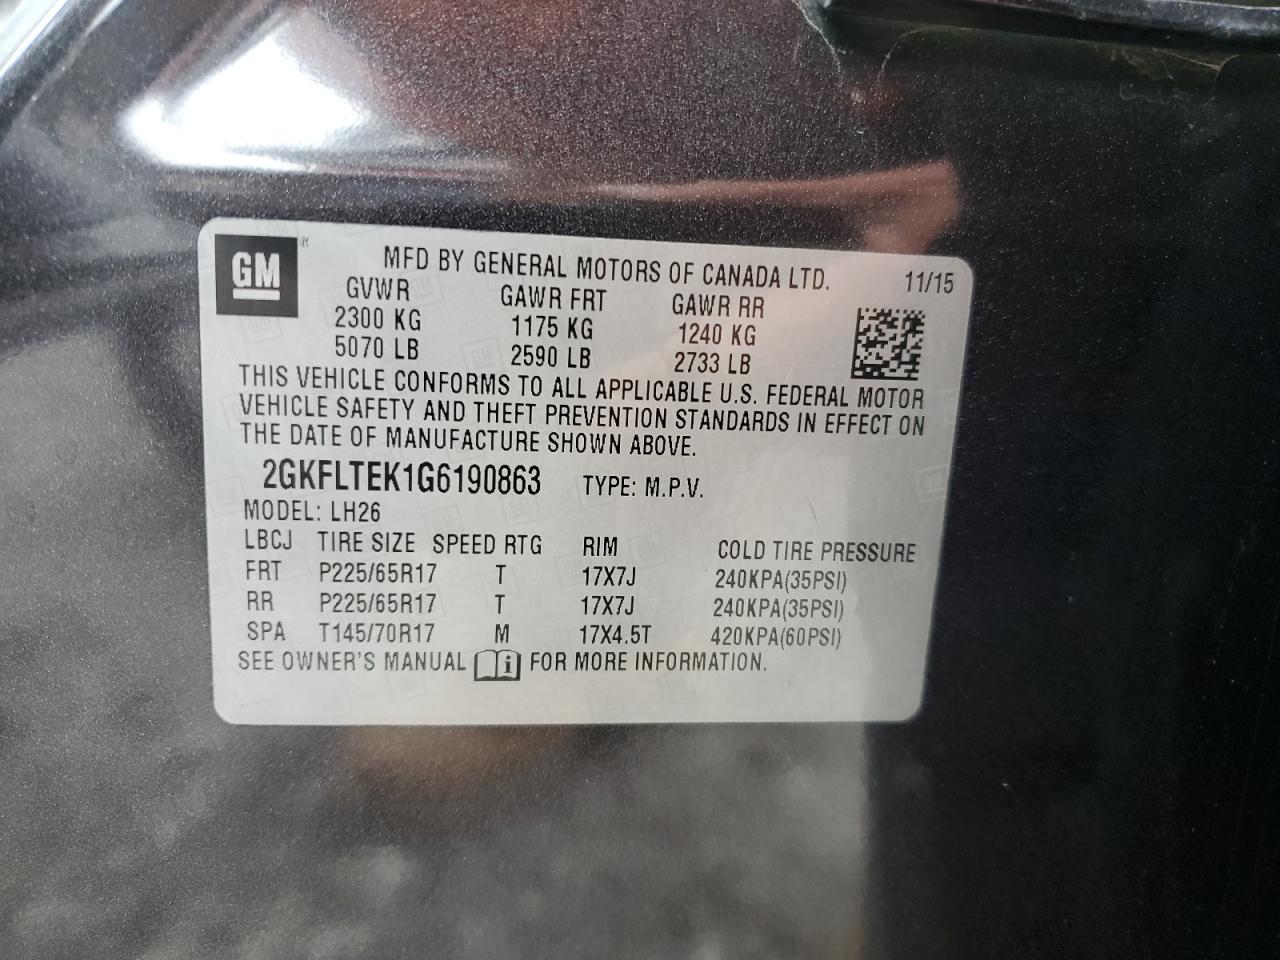 GM
MFD BY GENERAL MOTORS OF CANADA LTD. 11/15
GVWR GAWR FRT GAWR RR
2300 KG 1175 KG 1240 KG
5070 LB 2590 LB 2733 LB
THIS VEHICLE CONFORMS TO ALL APPLICABLE U.S. FEDERAL MOTOR
VEHICLE SAFETY AND THEFT PREVENTION STANDARDS IN EFFECT ON
THE DATE OF MANUFACTURE SHOWN ABOVE.
2GKFLTEK1G6190863 TYPE: M.P.V.
MODEL: LH26
LBCJ TIRE SIZE SPEED RTG RIM COLD TIRE PRESSURE
FRT P225/65R17 T 17X7J 240KPA(35PSI)
RR P225/65R17 T 17X7J 240KPA(35PSI)
SPA T145/70R17 M 17X4.5T 420KPA(60PSI)
SEE OWNER'S MANUAL i FOR MORE INFORMATION.